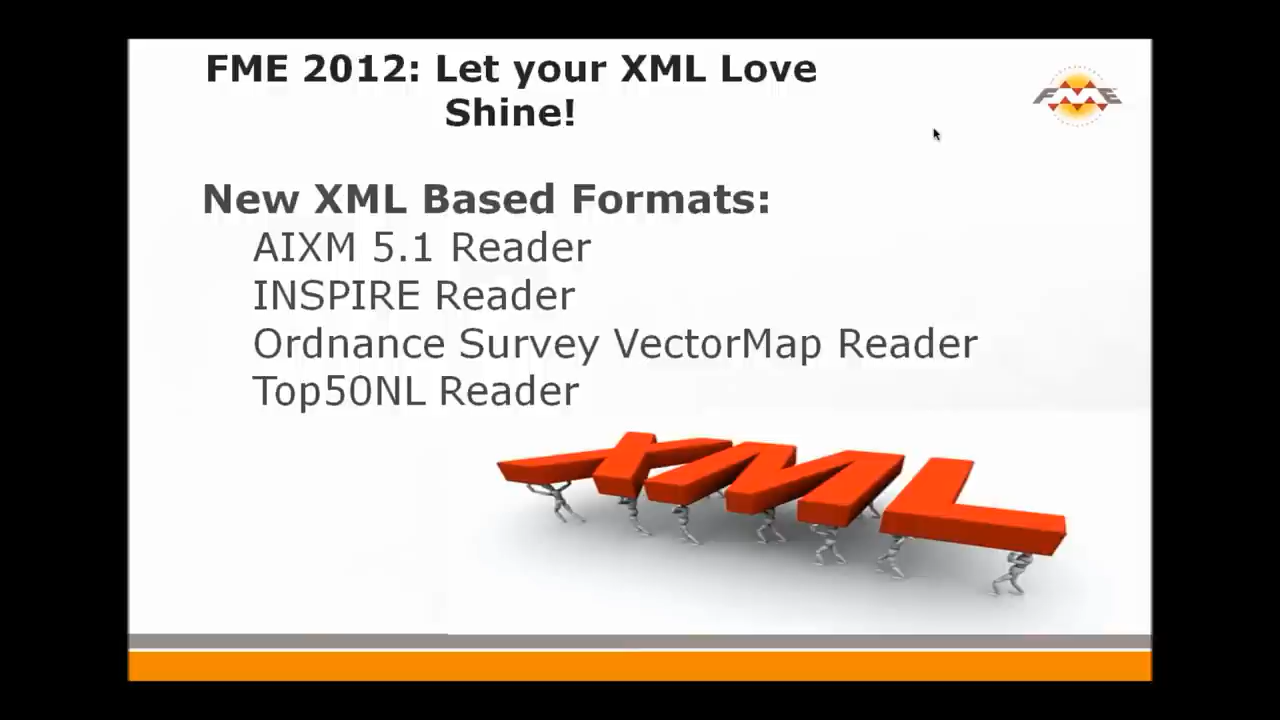 FME 2012: Let your XML Love
Shine!
FME
New XML Based Formats:
AIXM 5.1 Reader
INSPIRE Reader
Ordnance Survey VectorMap Reader
Top50NL Reader
XML